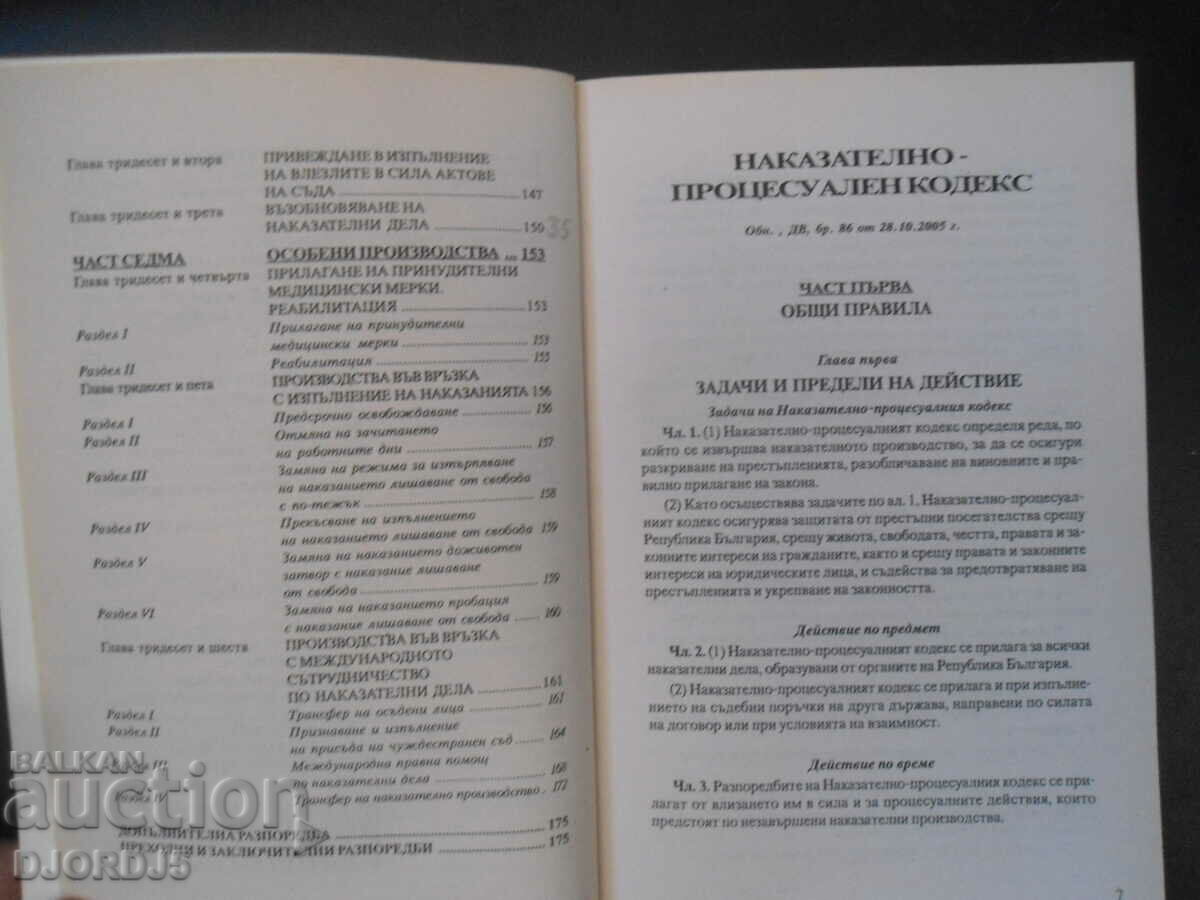 Глава тридесет и втора ПРИВЕЖДАНЕ В ИЗПЪЛНЕНИЕ
НА ВЛЕЗЛИТЕ В СИЛА АКТОВЕ
НА СЪДА 147
Глава тридесет и трета ВЪЗОБНОВЯВАНЕ НА
НАКАЗАТЕЛНИ ДЕЛА 150 35
ЧАСТ СЕДМА ОСОБЕНИ ПРОИЗВОДСТВА ... 153
Глава тридесет и четвърта ПРИЛАГАНЕ НА ПРИНУДИТЕЛНИ
МЕДИЦИНСКИ МЕРКИ.
РЕАБИЛИТАЦИЯ 153
Раздел I Прилагане на принудителни
медицински мерки 153
Раздел II Реабилитация 155
Глава тридесет и пета ПРОИЗВОДСТВА ВЪВ ВРЪЗКА
С ИЗПЪЛНЕНИЕ НА НАКАЗАНИЯТА 156
Раздел I Предсрочно освобождаване 156
Раздел II Отмяна на зачитането
на работните дни 157
Раздел III Замяна на режима за изтърпяване
на наказанието лишаване от свобода
с по-тежък 158
Раздел IV Прекъсване на изпълнението
на наказанието лишаване от свобода 159
Раздел V Замяна на наказанието доживотен
затвор с наказание лишаване
от свобода 159
Раздел VI Замяна на наказанието пробация
с наказание лишаване от свобода 160
Глава тридесет и шеста ПРОИЗВОДСТВА ВЪВ ВРЪЗКА
С МЕЖДУНАРОДНОТО
СЪТРУДНИЧЕСТВО
ПО НАКАЗАТЕЛНИ ДЕЛА 161
Раздел I Трансфер на осъдени лица 161
Раздел II Признаване и изпълнение
на присъда на чуждестранен съд 164
Раздел III Международна правна помощ
по наказателни дела 168
Раздел IV Трансфер на наказателно производство . 172
ДОПЪЛНИТЕЛНА РАЗПОРЕДБА 175
ПРЕХОДНИ И ЗАКЛЮЧИТЕЛНИ РАЗПОРЕДБИ 175
НАКАЗАТЕЛНО -
ПРОЦЕСУАЛЕН КОДЕКС
Обн. , ДВ, бр. 86 от 28.10.2005 г.
ЧАСТ ПЪРВА
ОБЩИ ПРАВИЛА
Глава първа
ЗАДАЧИ И ПРЕДЕЛИ НА ДЕЙСТВИЕ
Задачи на Наказателно-процесуалния кодекс
Чл. 1. (1) Наказателно-процесуалният кодекс определя реда, по
който се извършва наказателното производство, за да се осигури
разкриване на престъпленията, разобличаване на виновните и пра-
вилно прилагане на закона.
(2) Като осъществява задачите по ал. 1, Наказателно-процесуал-
ният кодекс осигурява защитата от престъпни посегателства срещу
Република България, срещу живота, свободата, честта, правата и за-
конните интереси на гражданите, както и срещу правата и законните
интереси на юридическите лица, и съдейства за предотвратяване на
престъпленията и укрепване на законността.
Действие по предмет
Чл. 2. (1) Наказателно-процесуалният кодекс се прилага за всички
наказателни дела, образувани от органите на Република България.
(2) Наказателно-процесуалният кодекс се прилага и при изпълне-
нието на съдебни поръчки на друга държава, направени по силата
на договор или при условията на взаимност.
Действие по време
Чл. 3. Разпоредбите на Наказателно-процесуалния кодекс се при-
лагат от влизането им в сила и за процесуалните действия, които
предстоят по незавършени наказателни производства.
7
BALKAN
auction
DJORDJ5